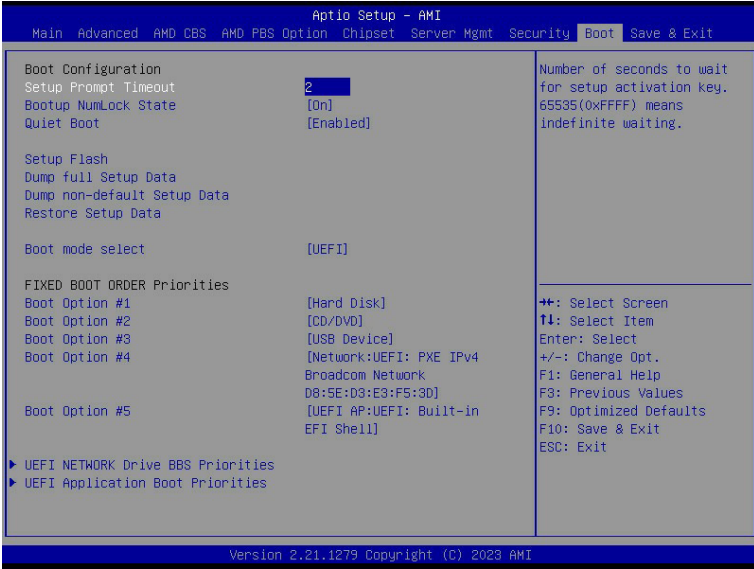 Aptio Setup - AMI
Main Advanced AMD CBS AMD PBS Option Chipset Server Mgmt Security Boot Save & Exit
Boot Configuration
Setup Prompt Timeout 2
Bootup NumLock State [On]
Quiet Boot [Enabled]
Setup Flash
Dump full Setup Data
Dump non-default Setup Data
Restore Setup Data
Boot mode select [UEFI]
FIXED BOOT ORDER Priorities
Boot Option #1 [Hard Disk]
Boot Option #2 [CD/DVD]
Boot Option #3 [USB Device]
Boot Option #4 [Network:UEFI: PXE IPv4
Broadcom Network
D8:5E:D3:E3:F5:3D]
Boot Option #5 [UEFI AP:UEFI: Built-in
EFI Shell]
UEFI NETWORK Drive BBS Priorities
UEFI Application Boot Priorities
Number of seconds to wait
for setup activation key.
65535(0xFFFF) means
indefinite waiting.
→←: Select Screen
↑↓: Select Item
Enter: Select
+/-: Change Opt.
F1: General Help
F3: Previous Values
F9: Optimized Defaults
F10: Save & Exit
ESC: Exit
Version 2.21.1279 Copyright (C) 2023 AMI